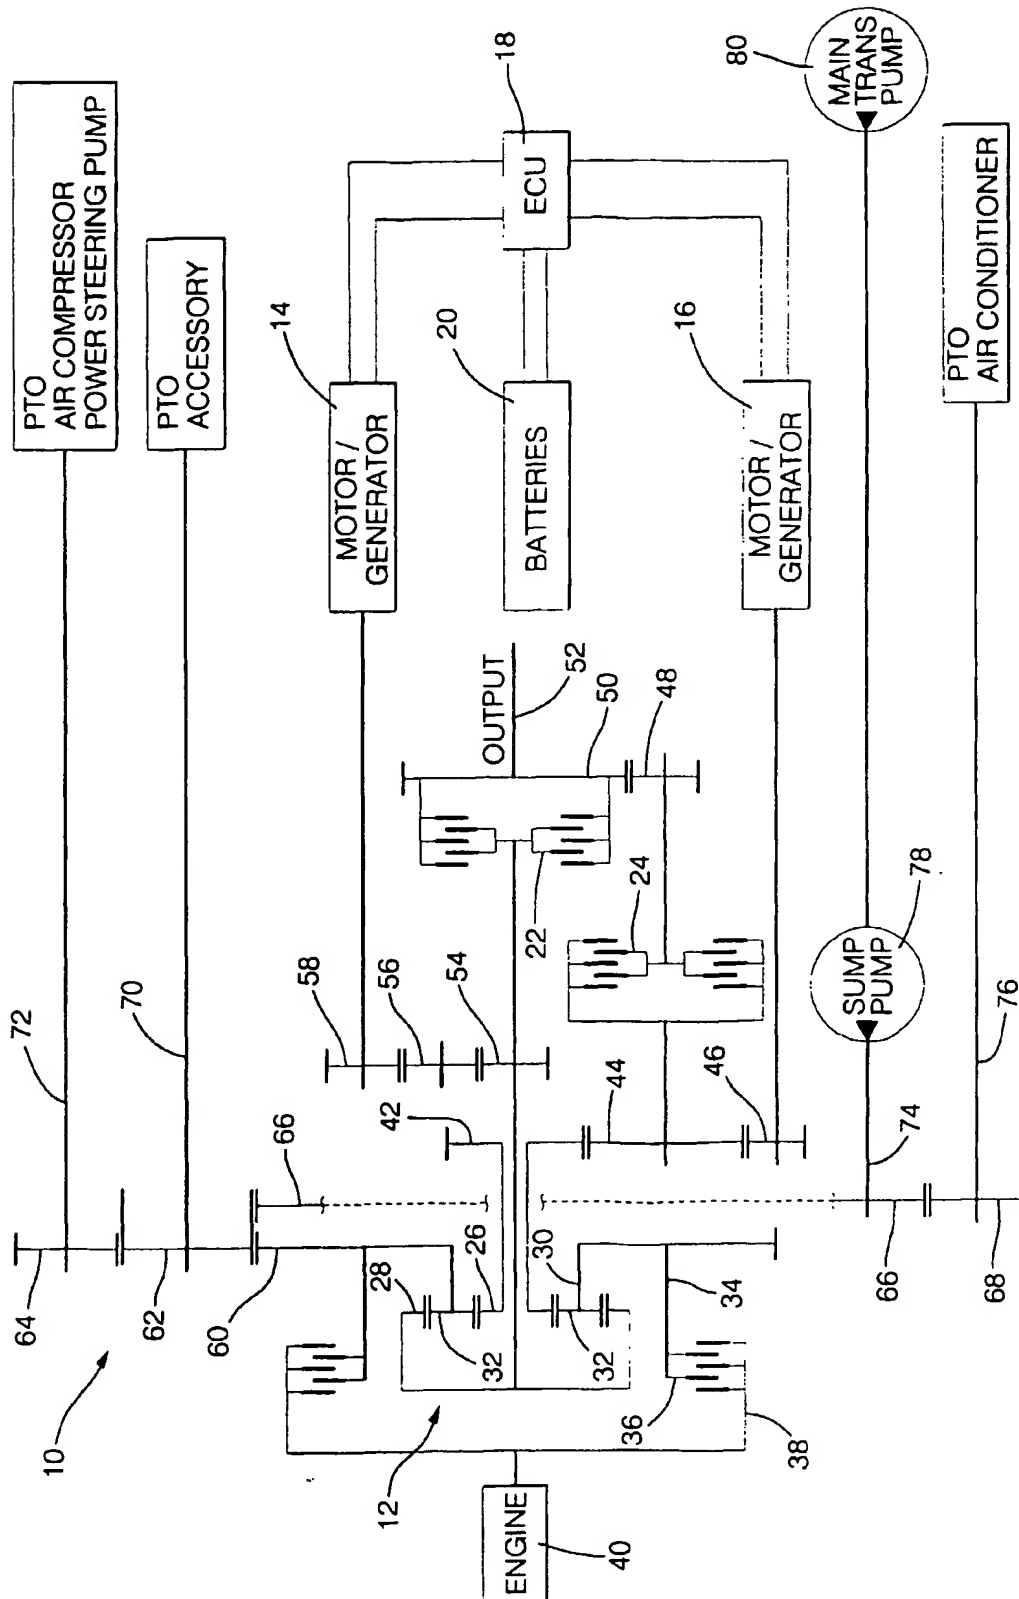 PTO
AIR COMPRESSOR
POWER STEERING PUMP
PTO
ACCESSORY
64
72
62
70
10
60
66
58
14
MOTOR /
GENERATOR
42
56
28
26
54
12
32
22
OUTPUT
52
50
48
20
BATTERIES
18
ECU
ENGINE
40
30
32
34
36
38
44
46
24
16
MOTOR /
GENERATOR
80
MAIN
TRANS
PUMP
78
SUMP
PUMP
74
66
68
76
PTO
AIR CONDITIONER